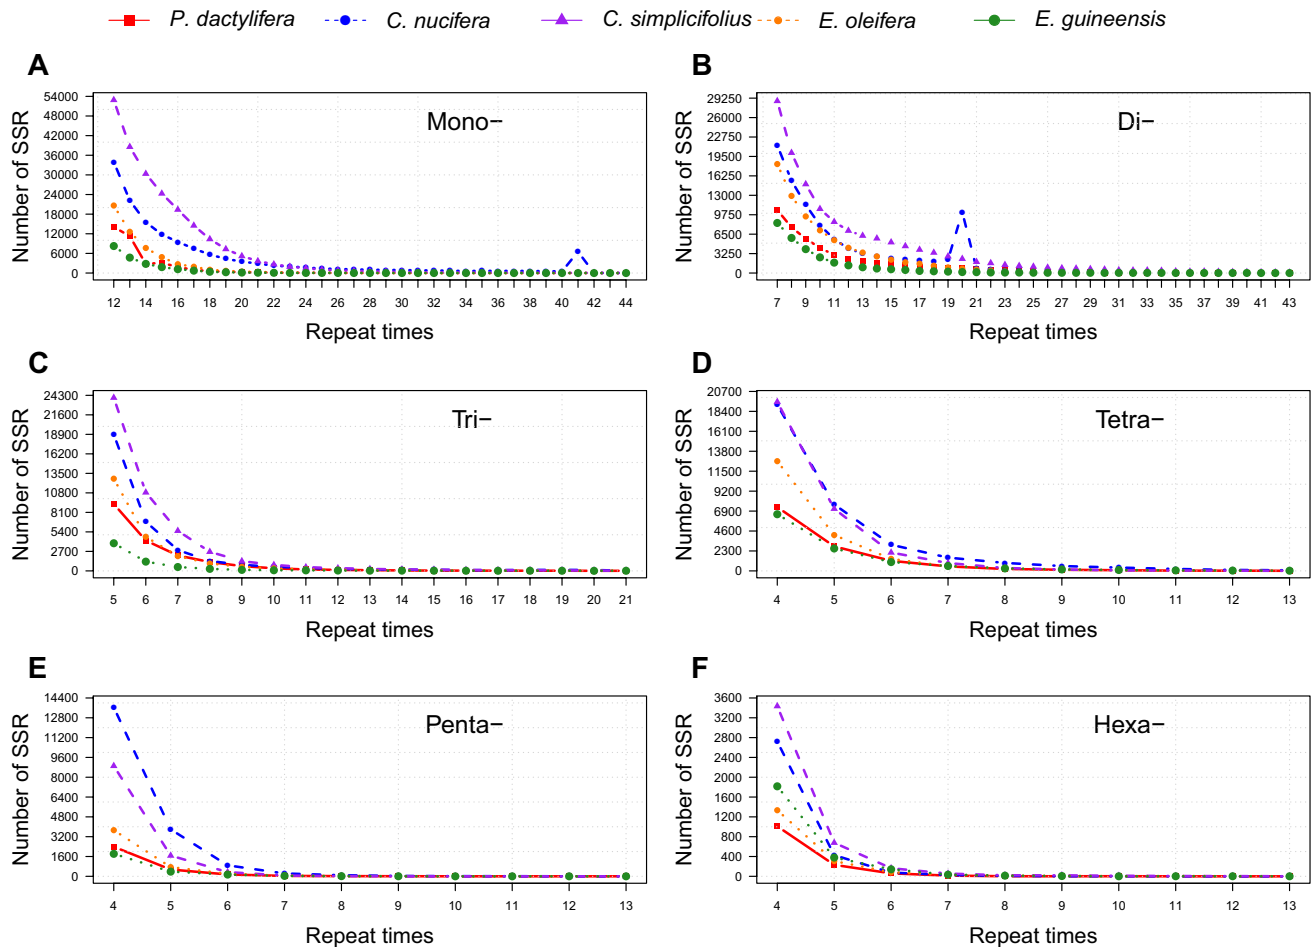 P. dactylifera C. nucifera C. simplicifolius E. oleifera E. guineensis
A
Mono−
Number of SSR
54000
48000
42000
36000
30000
24000
18000
12000
6000
0
12 14 16 18 20 22 24 26 28 30 32 34 36 38 40 42 44
Repeat times
B
Di−
Number of SSR
29250
26000
22750
19500
16250
13000
9750
6500
3250
0
7 9 11 13 15 17 19 21 23 25 27 29 31 33 35 37 39 41 43
Repeat times
C
Tri−
Number of SSR
24300
21600
18900
16200
13500
10800
8100
5400
2700
0
5 6 7 8 9 10 11 12 13 14 15 16 17 18 19 20 21
Repeat times
D
Tetra−
Number of SSR
20700
18400
16100
13800
11500
9200
6900
4600
2300
0
4 5 6 7 8 9 10 11 12 13
Repeat times
E
Penta−
Number of SSR
14400
12800
11200
9600
8000
6400
4800
3200
1600
0
4 5 6 7 8 9 10 11 12 13
Repeat times
F
Hexa−
Number of SSR
3600
3200
2800
2400
2000
1600
1200
800
400
0
4 5 6 7 8 9 10 11 12 13
Repeat times